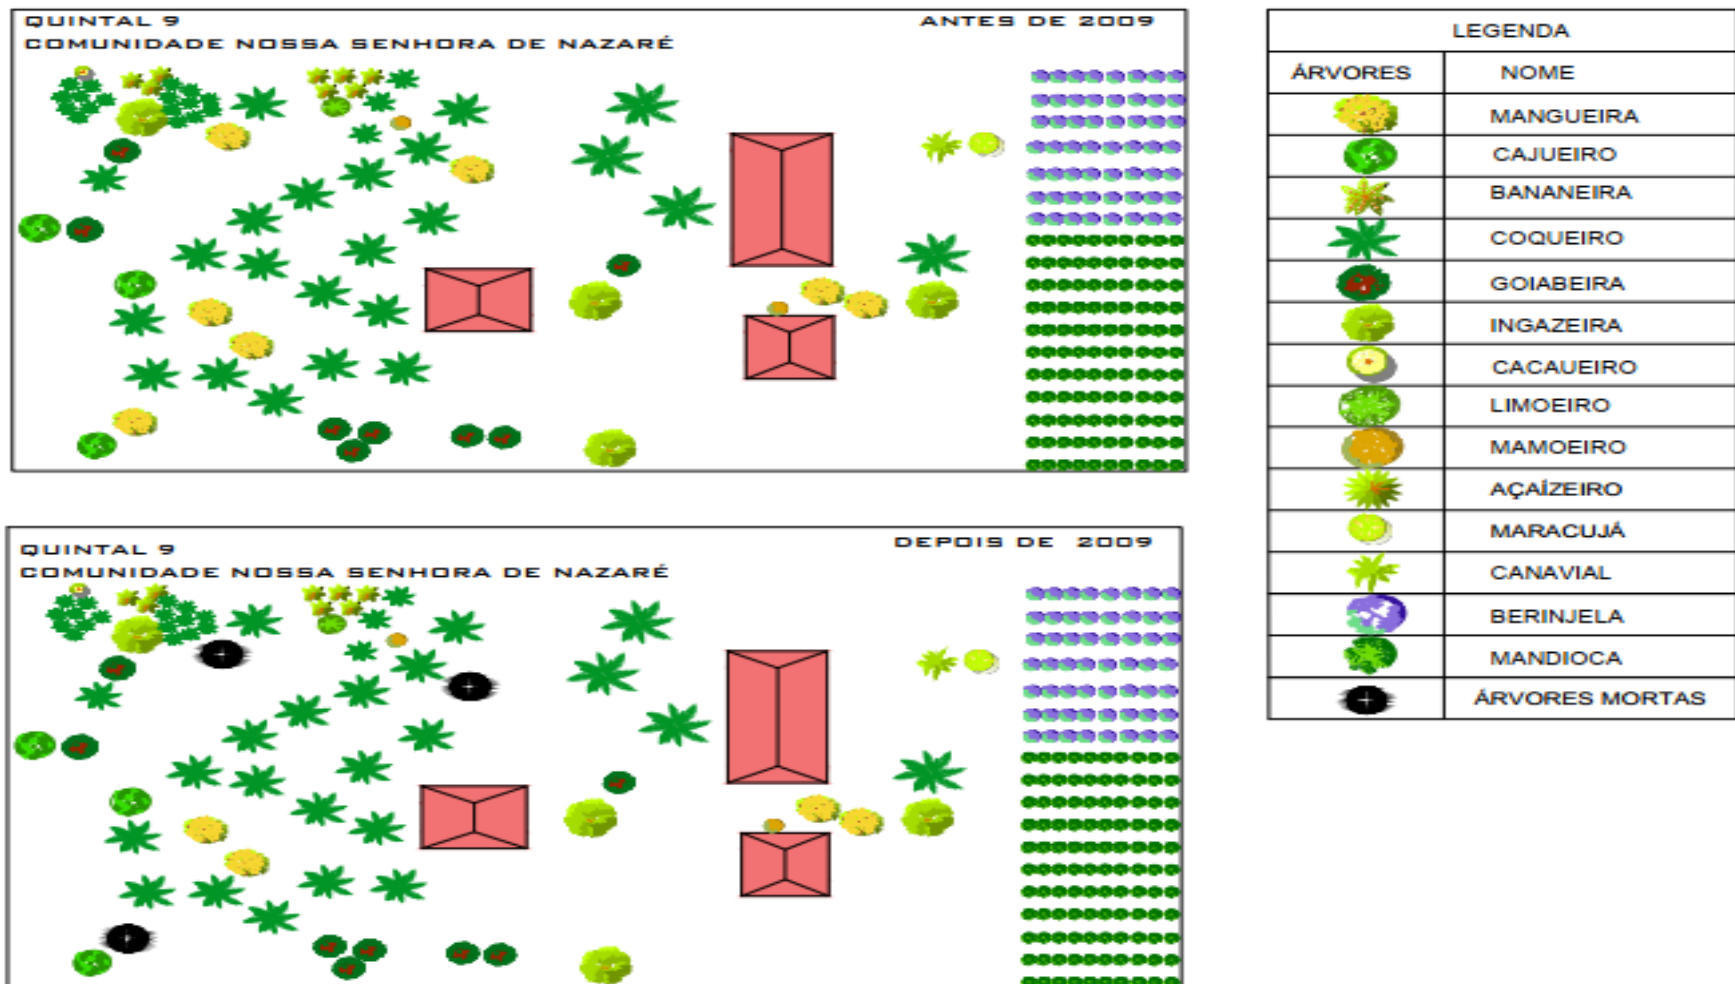 QUINTAL 9
ANTES DE 2009
COMUNIDADE NOSSA SENHORA DE NAZARÉ
QUINTAL 9
DEPOIS DE 2009
COMUNIDADE NOSSA SENHORA DE NAZARÉ
LEGENDA
ÁRVORES NOME
MANGUEIRA
CAJUEIRO
BANANEIRA
COQUEIRO
GOIABEIRA
INGAZEIRA
CACAUEIRO
LIMOEIRO
MAMOEIRO
AÇAÍZEIRO
MARACUJÁ
CANAVIAL
BERINJELA
MANDIOCA
ÁRVORES MORTAS